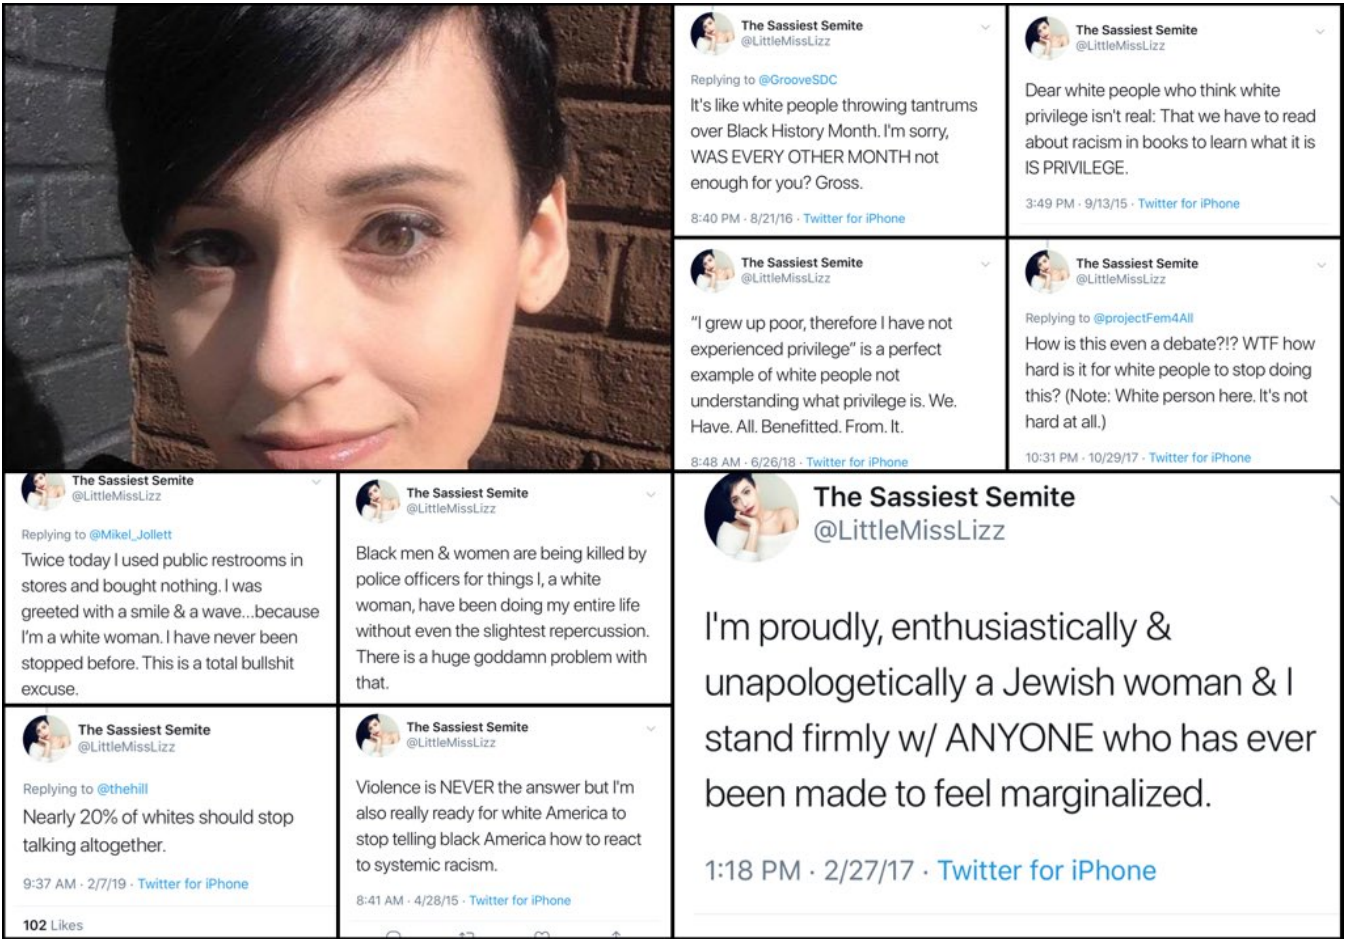 The Sassiest Semite
@LittleMissLizz
Replying to @GrooveSDC
It's like white people throwing tantrums
over Black History Month. I'm sorry,
WAS EVERY OTHER MONTH not
enough for you? Gross.
8:40 PM · 8/21/16 · Twitter for iPhone
The Sassiest Semite
@LittleMissLizz
Dear white people who think white
privilege isn't real: That we have to read
about racism in books to learn what it is
IS PRIVILEGE.
3:49 PM · 9/13/15 · Twitter for iPhone
The Sassiest Semite
@LittleMissLizz
“I grew up poor, therefore I have not
experienced privilege” is a perfect
example of white people not
understanding what privilege is. We.
Have. All. Benefitted. From. It.
8:48 AM · 6/26/18 · Twitter for iPhone
The Sassiest Semite
@LittleMissLizz
Replying to @projectFem4All
How is this even a debate?!? WTF how
hard is it for white people to stop doing
this? (Note: White person here. It's not
hard at all.)
10:31 PM · 10/29/17 · Twitter for iPhone
The Sassiest Semite
@LittleMissLizz
Replying to @Mikel_Jollett
Twice today I used public restrooms in
stores and bought nothing. I was
greeted with a smile & a wave...because
I'm a white woman. I have never been
stopped before. This is a total bullshit
excuse.
The Sassiest Semite
@LittleMissLizz
Black men & women are being killed by
police officers for things I, a white
woman, have been doing my entire life
without even the slightest repercussion.
There is a huge goddamn problem with
that.
The Sassiest Semite
@LittleMissLizz
I'm proudly, enthusiastically &
unapologetically a Jewish woman & I
stand firmly w/ ANYONE who has ever
been made to feel marginalized.
1:18 PM · 2/27/17 · Twitter for iPhone
The Sassiest Semite
@LittleMissLizz
Replying to @thehill
Nearly 20% of whites should stop
talking altogether.
9:37 AM · 2/7/19 · Twitter for iPhone
102 Likes
The Sassiest Semite
@LittleMissLizz
Violence is NEVER the answer but I'm
also really ready for white America to
stop telling black America how to react
to systemic racism.
8:41 AM · 4/28/15 · Twitter for iPhone